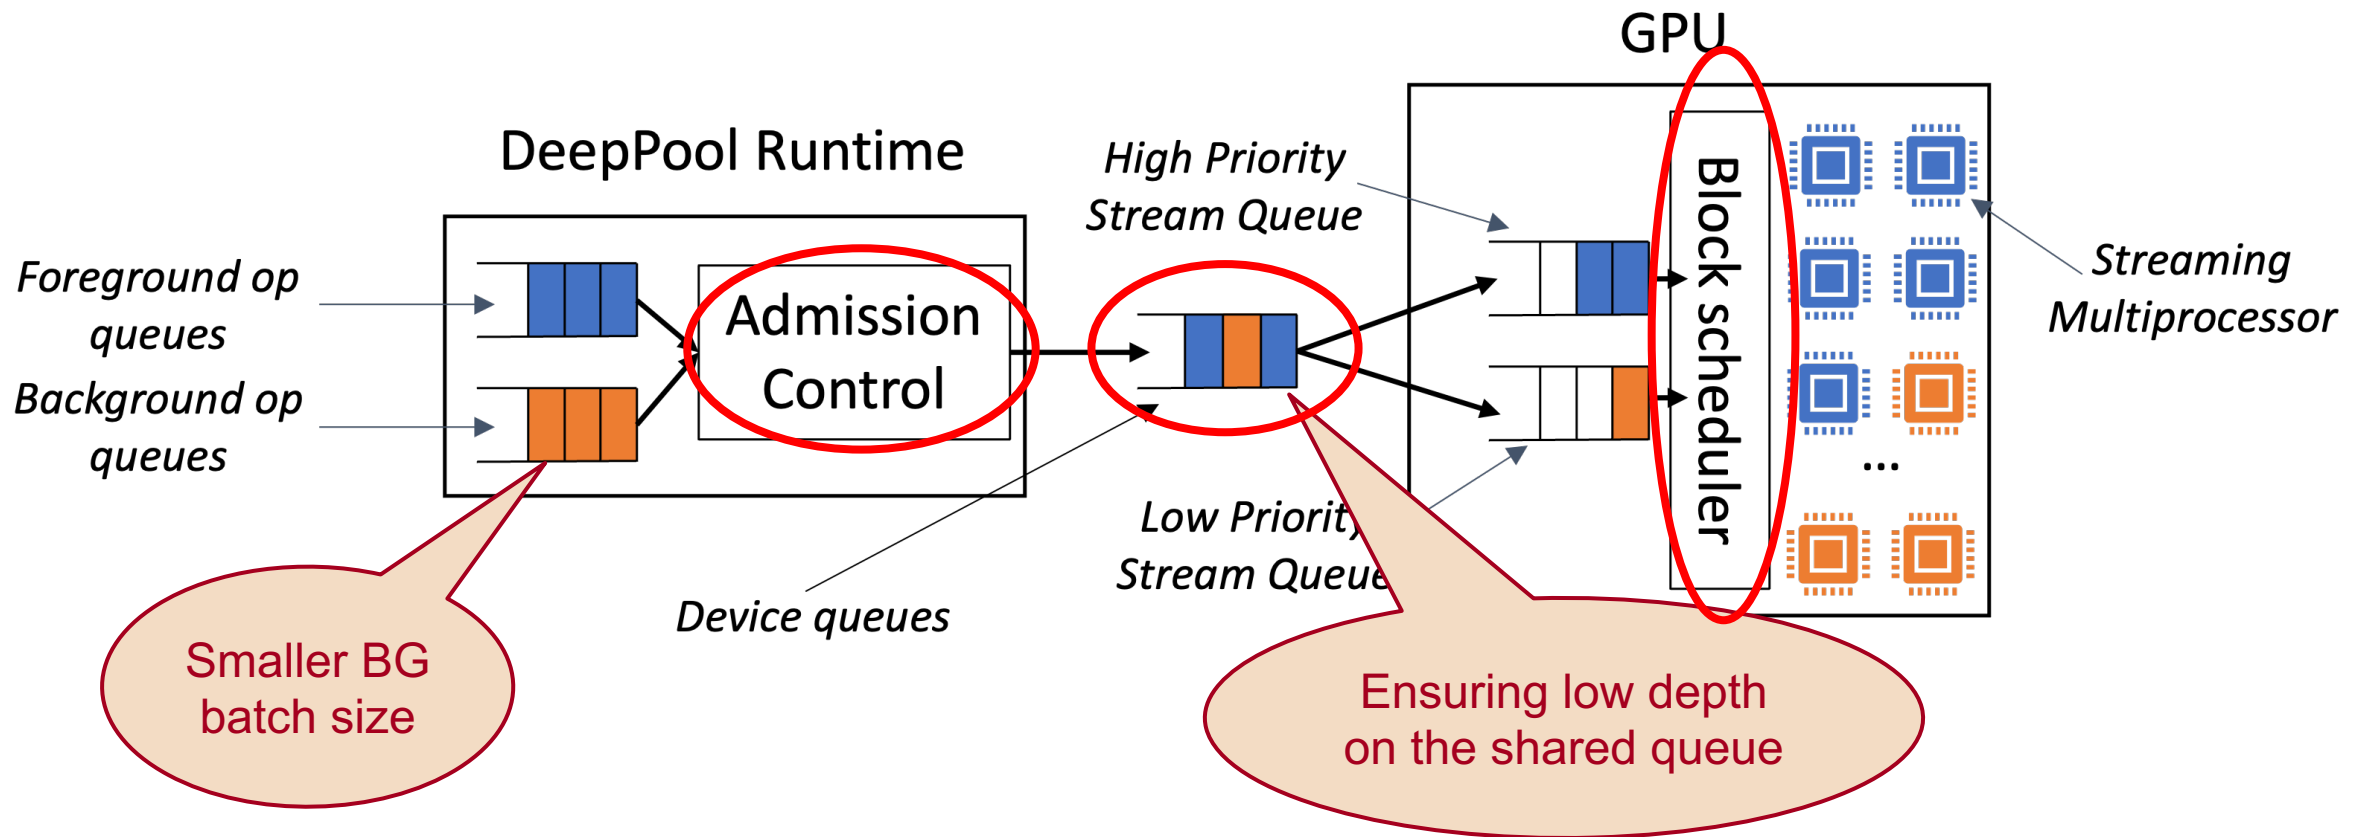 GPU
DeepPool Runtime
High Priority
Stream Queue
Foreground op
queues
Background op
queues
Admission
Control
Block scheduler
Streaming
Multiprocessor
...
Low Priority
Stream Queue
Device queues
Smaller BG
batch size
Ensuring low depth
on the shared queue